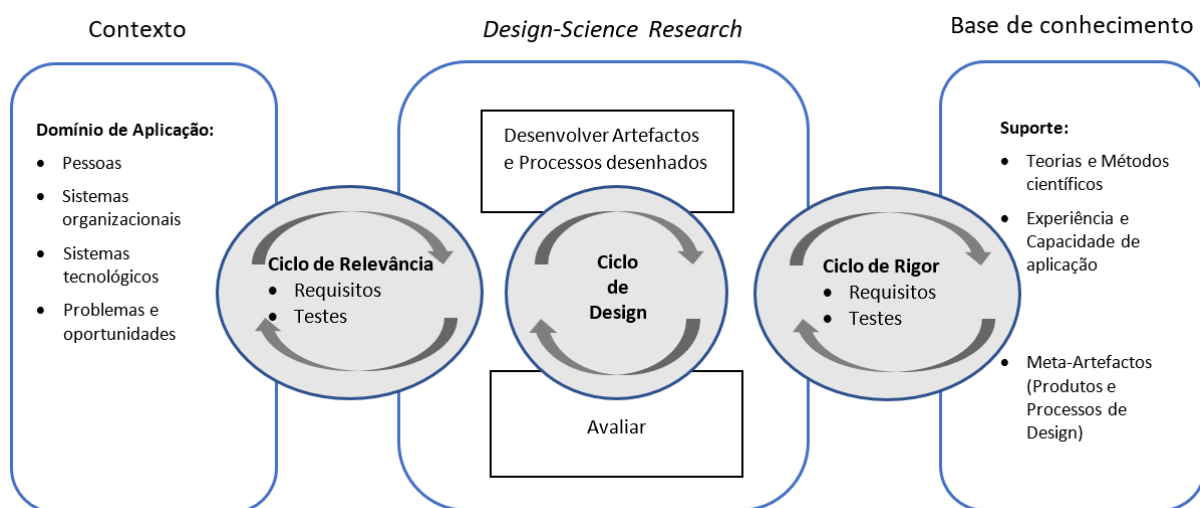 Contexto
Design-Science Research
Base de conhecimento
Domínio de Aplicação:
• Pessoas
• Sistemas
organizacionais
• Sistemas
tecnológicos
• Problemas e
oportunidades
Ciclo de Relevância
• Requisitos
• Testes
Desenvolver Artefactos
e Processos desenhados
Ciclo
de
Design
Avaliar
Ciclo de Rigor
• Requisitos
• Testes
Suporte:
• Teorias e Métodos
científicos
• Experiência e
Capacidade de
aplicação
• Meta-Artefactos
(Produtos e
Processos de
Design)